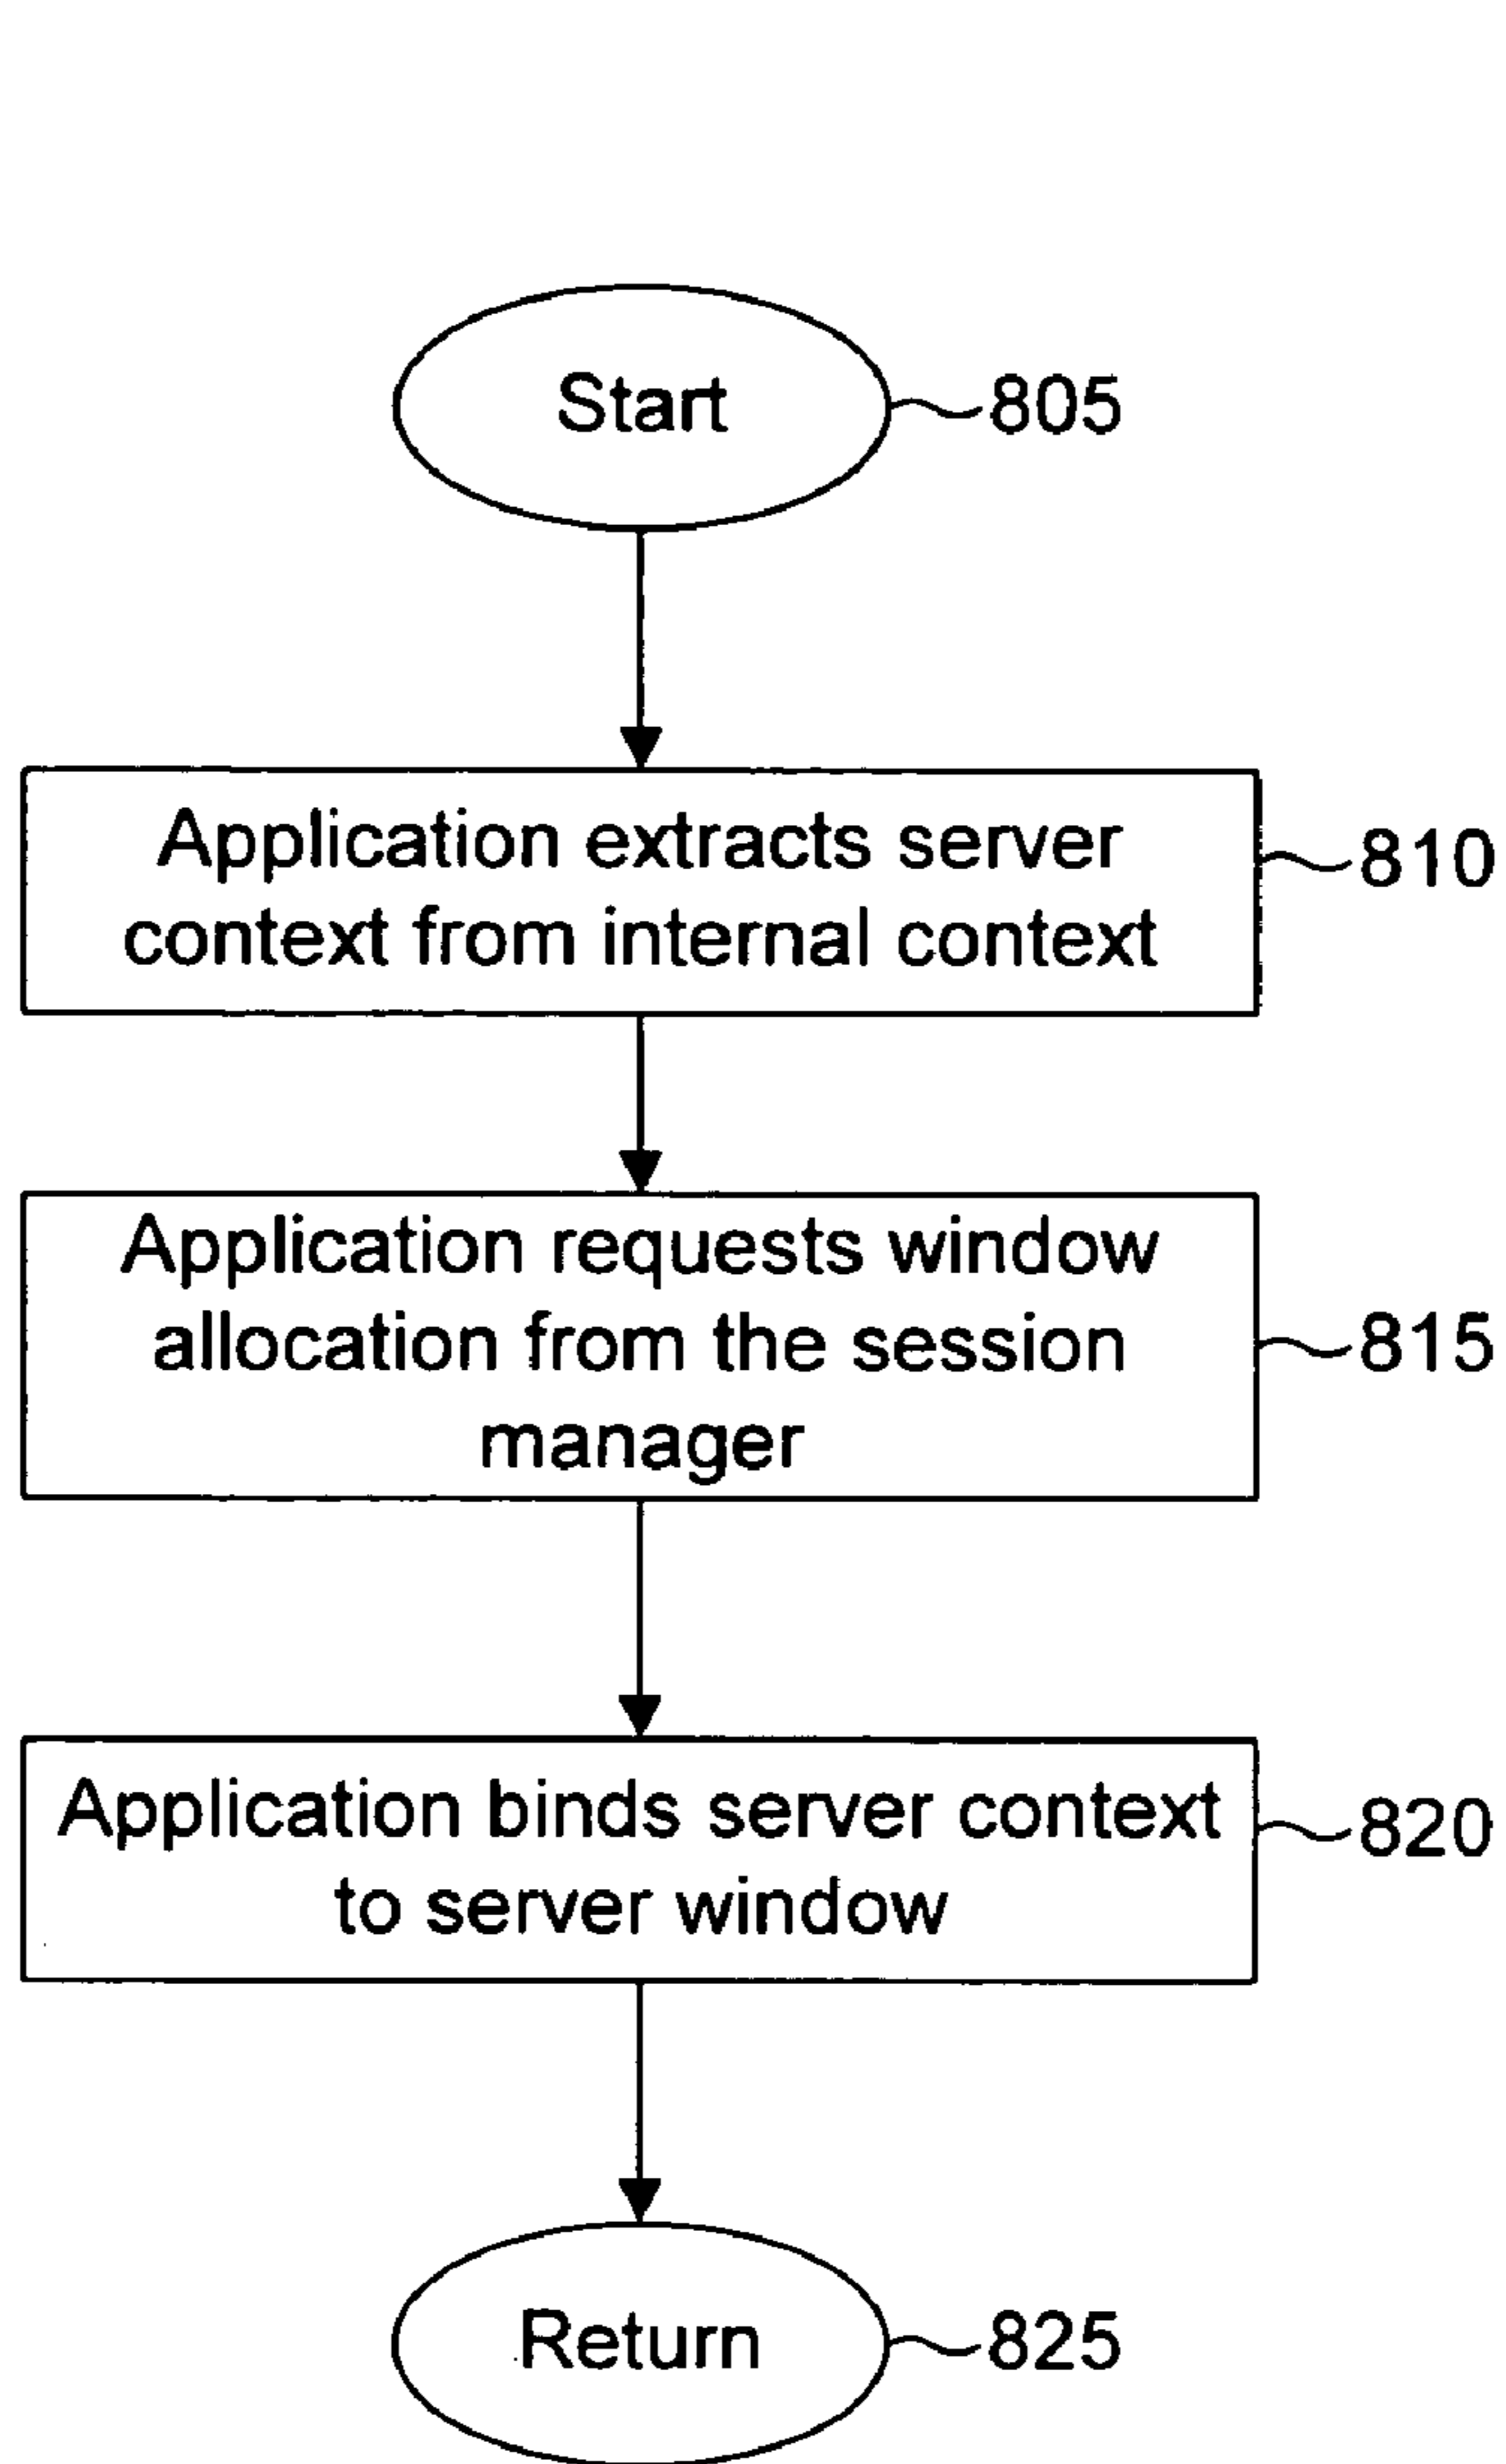 Start
805
Application extracts server
context from internal context
810
Application requests window
allocation from the session
manager
815
Application binds server context
to server window
820
Return
825